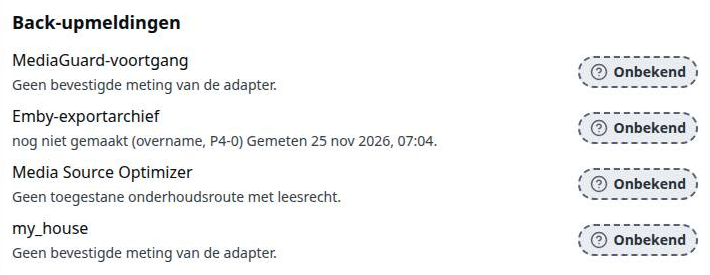 Back-upmeldingen
MediaGuard-voortgang
Geen bevestigde meting van de adapter.
Onbekend
Emby-exportarchief
nog niet gemaakt (overname, P4-0) Gemeten 25 nov 2026, 07:04.
Onbekend
Media Source Optimizer
Geen toegestane onderhoudsroute met leesrecht.
Onbekend
my_house
Geen bevestigde meting van de adapter.
Onbekend